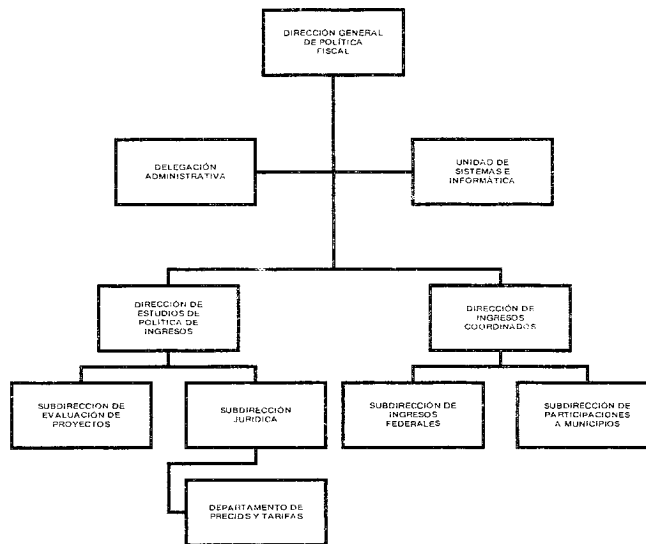 DIRECCIÓN GENERAL
DE POLÍTICA
FISCAL
DELEGACIÓN
ADMINISTRATIVA
UNIDAD DE
SISTEMAS E
INFORMÁTICA
DIRECCIÓN DE
ESTUDIOS DE
POLÍTICA DE
INGRESOS
DIRECCIÓN DE
INGRESOS
COORDINADOS
SUBDIRECCIÓN DE
EVALUACIÓN DE
PROYECTOS
SUBDIRECCIÓN
JURÍDICA
SUBDIRECCIÓN DE
INGRESOS
FEDERALES
SUBDIRECCIÓN DE
PARTICIPACIONES
A MUNICIPIOS
DEPARTAMENTO DE
PRECIOS Y TARIFAS